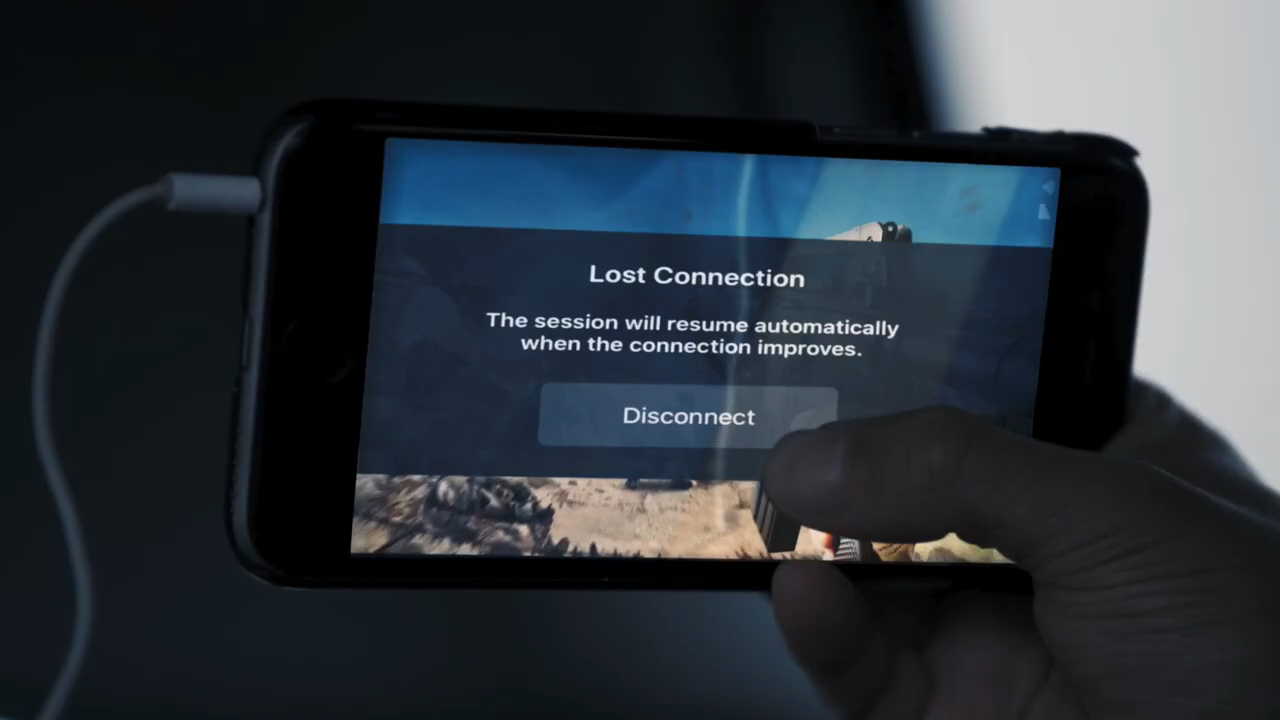 Lost Connection
The session will resume automatically
when the connection improves.
Disconnect